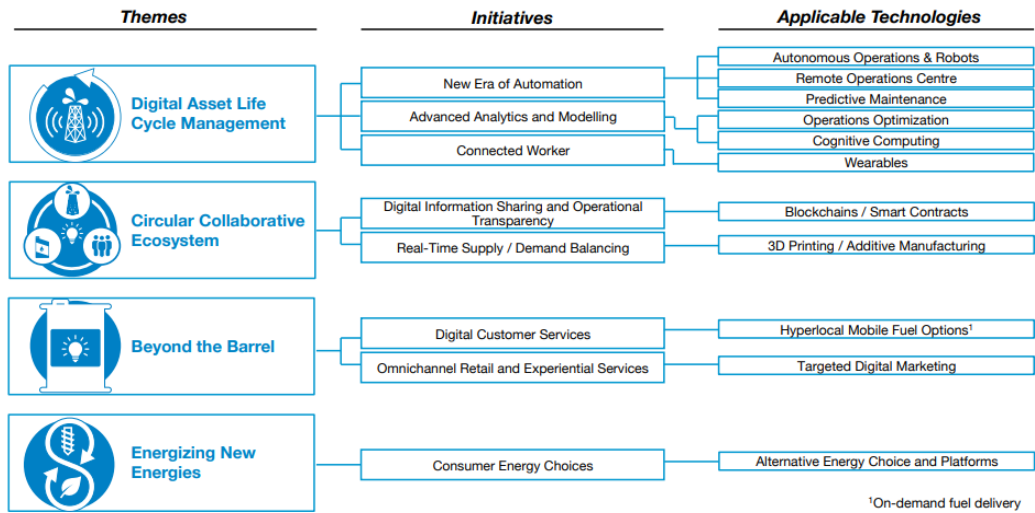 Themes
Initiatives
Applicable Technologies
Digital Asset Life
Cycle Management
New Era of Automation
Advanced Analytics and Modelling
Connected Worker
Autonomous Operations & Robots
Remote Operations Centre
Predictive Maintenance
Operations Optimization
Cognitive Computing
Wearables
Circular Collaborative
Ecosystem
Digital Information Sharing and Operational
Transparency
Real-Time Supply / Demand Balancing
Blockchains / Smart Contracts
3D Printing / Additive Manufacturing
Beyond the Barrel
Digital Customer Services
Omnichannel Retail and Experiential Services
Hyperlocal Mobile Fuel Options¹
Targeted Digital Marketing
Energizing New
Energies
Consumer Energy Choices
Alternative Energy Choice and Platforms
¹On-demand fuel delivery